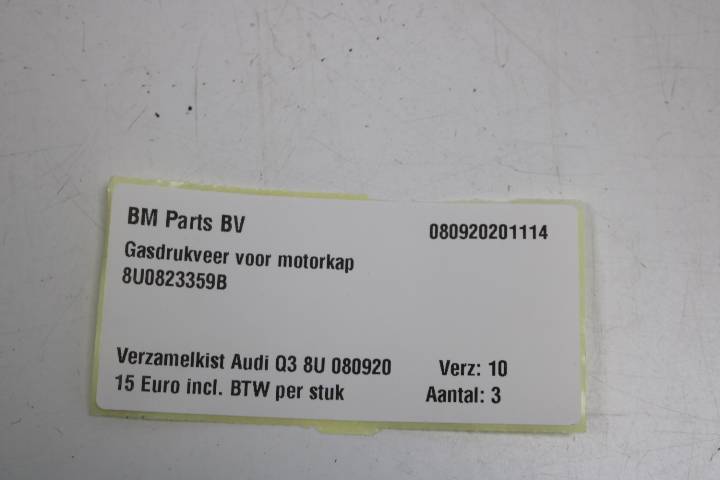 BM Parts BV
080920201114
Gasdrukveer voor motorkap
8U0823359B
Verzamelkist Audi Q3 8U 080920
Verz: 10
15 Euro incl. BTW per stuk
Aantal: 3